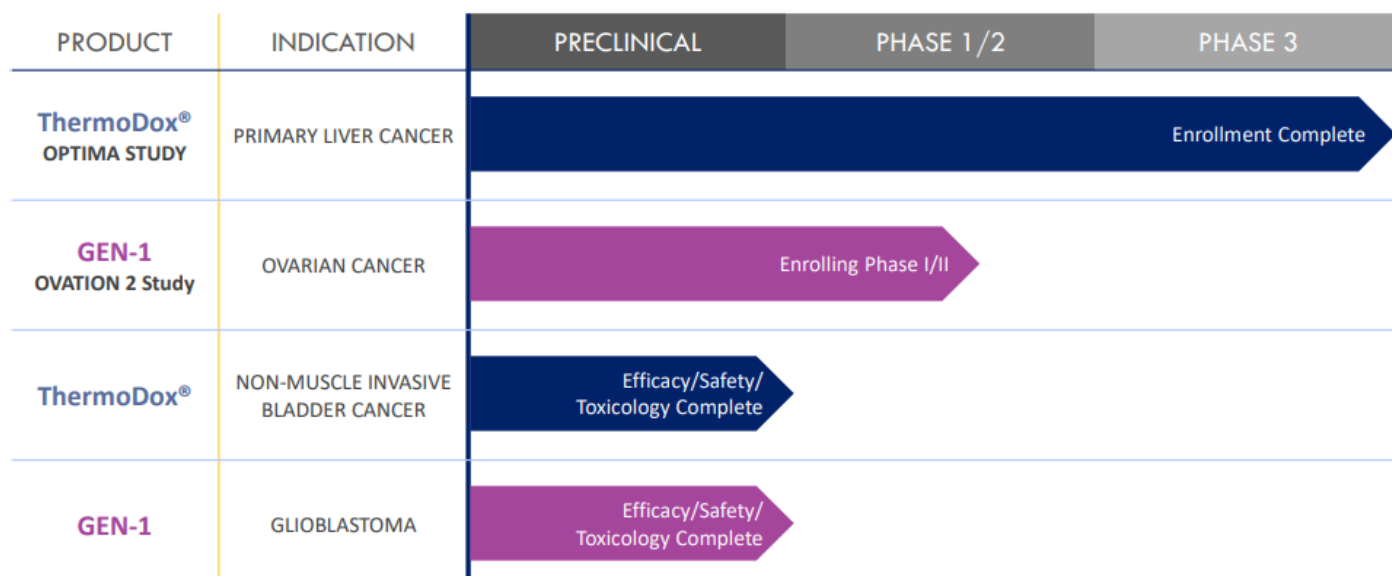 PRODUCT INDICATION PRECLINICAL PHASE 1/2 PHASE 3
ThermoDox®
OPTIMA STUDY
PRIMARY LIVER CANCER
Enrollment Complete
GEN-1
OVATION 2 Study
OVARIAN CANCER
Enrolling Phase I/II
ThermoDox®
NON-MUSCLE INVASIVE
BLADDER CANCER
Efficacy/Safety/
Toxicology Complete
GEN-1
GLIOBLASTOMA
Efficacy/Safety/
Toxicology Complete